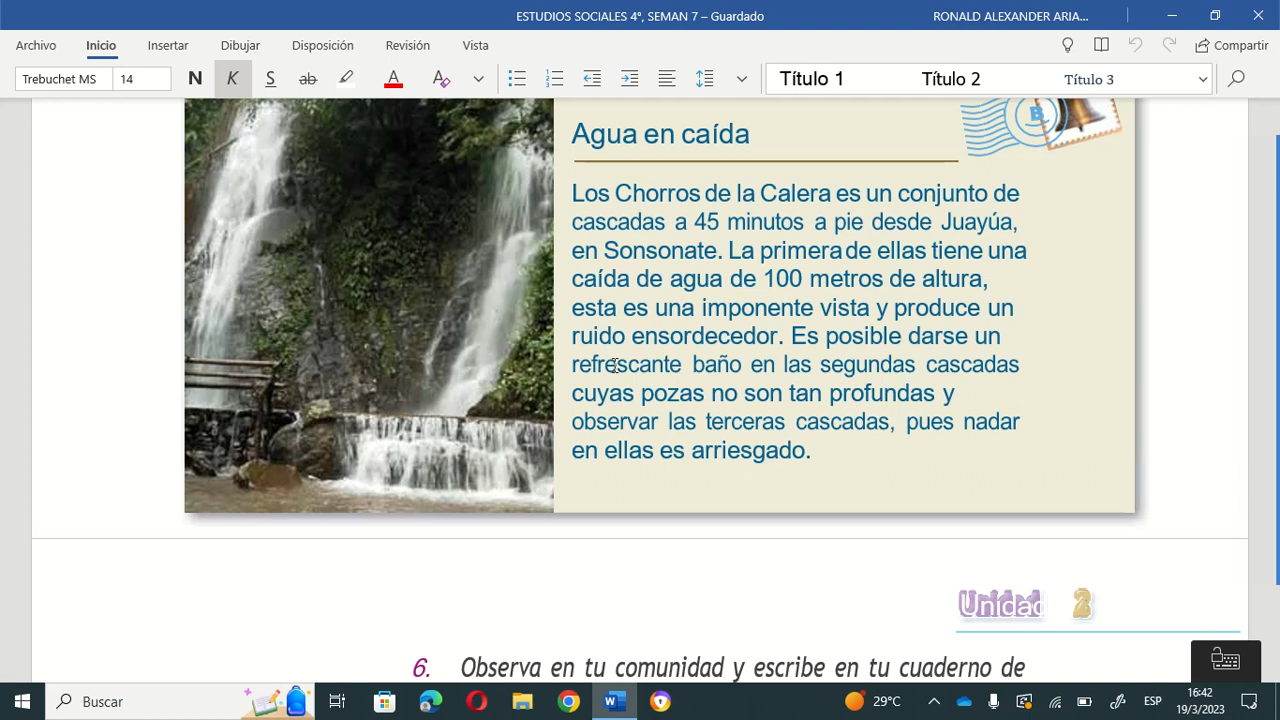 ESTUDIOS SOCIALES 4º, SEMAN 7 – Guardado
RONALD ALEXANDER ARIA...
Archivo Inicio Insertar Dibujar Disposición Revisión Vista
Compartir
Trebuchet MS 14 N K S ab A A Título 1 Título 2 Título 3
B
Agua en caída
Los Chorros de la Calera es un conjunto de
cascadas a 45 minutos a pie desde Juayúa,
en Sonsonate. La primera de ellas tiene una
caída de agua de 100 metros de altura,
esta es una imponente vista y produce un
ruido ensordecedor. Es posible darse un
refrescante baño en las segundas cascadas
cuyas pozas no son tan profundas y
observar las terceras cascadas, pues nadar
en ellas es arriesgado.
Unidad 2
6. Observa en tu comunidad y escribe en tu cuaderno de
Buscar
29°C
ESP
16:42
19/3/2023